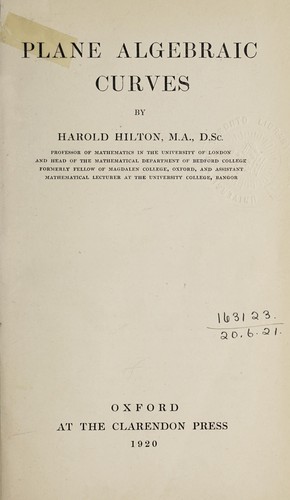 PLANE ALGEBRAIC
CURVES
BY
HAROLD HILTON, M.A., D.Sc.
PROFESSOR OF MATHEMATICS IN THE UNIVERSITY OF LONDON
AND HEAD OF THE MATHEMATICAL DEPARTMENT OF BEDFORD COLLEGE
FORMERLY FELLOW OF MAGDALEN COLLEGE, OXFORD, AND ASSISTANT
MATHEMATICAL LECTURER AT THE UNIVERSITY COLLEGE, BANGOR
163123
20.6.21.
OXFORD
AT THE CLARENDON PRESS
1920